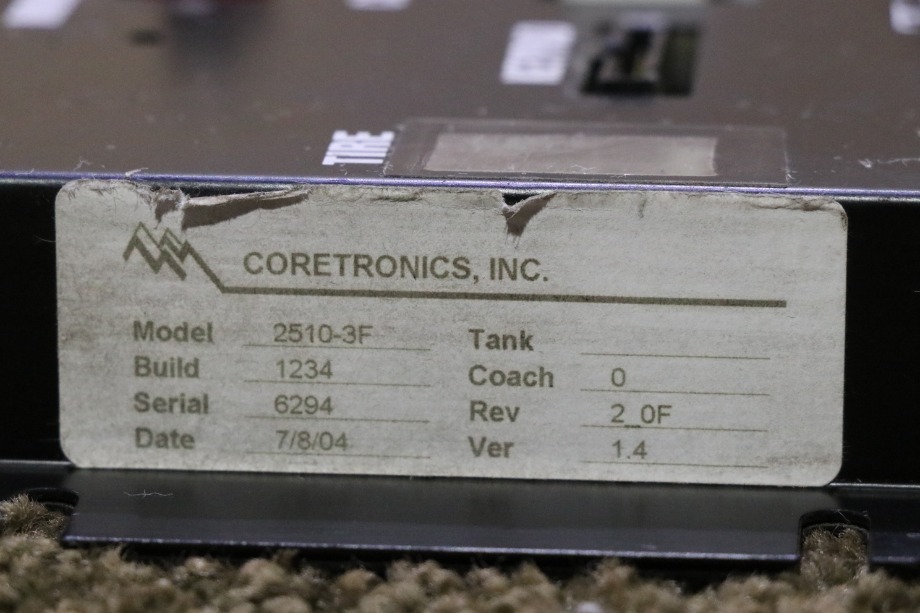 TIRE
CORETRONICS, INC.
Model 2510-3F Tank
Build 1234 Coach 0
Serial 6294 Rev 2_0F
Date 7/8/04 Ver 1.4